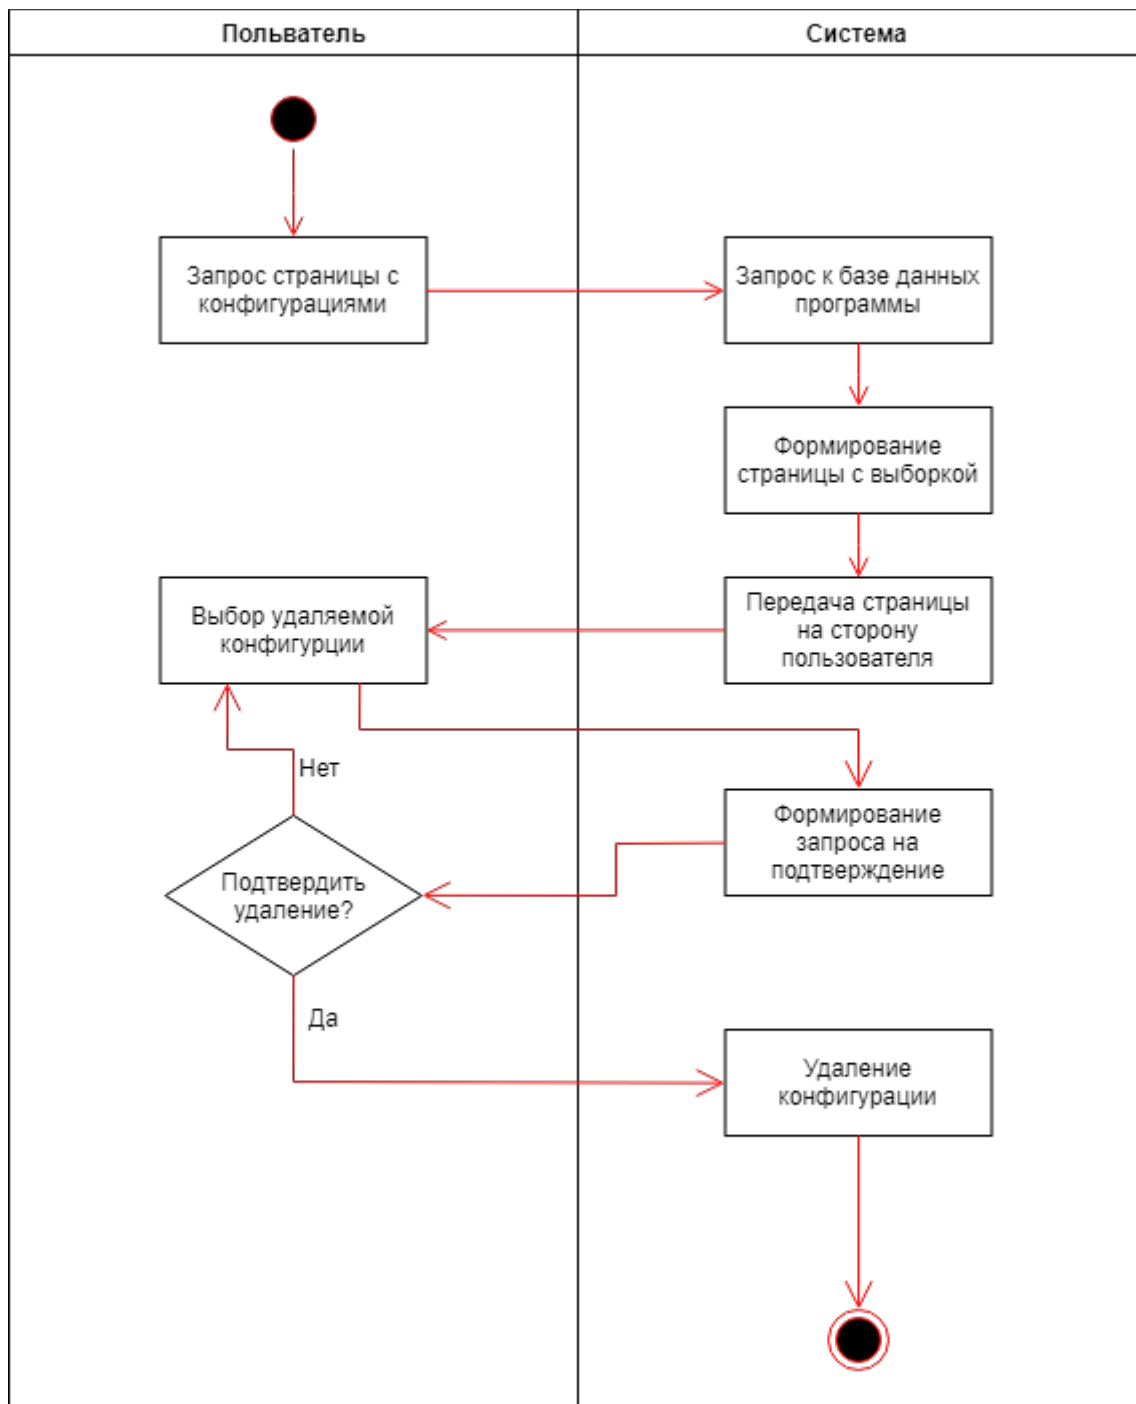 Польватель
Система
Запрос страницы с
конфигурациями
Запрос к базе данных
программы
Формирование
страницы с выборкой
Выбор удаляемой
конфигурции
Передача страницы
на сторону
пользователя
Нет
Формирование
запроса на
подтверждение
Подтвердить
удаление?
Да
Удаление
конфигурации